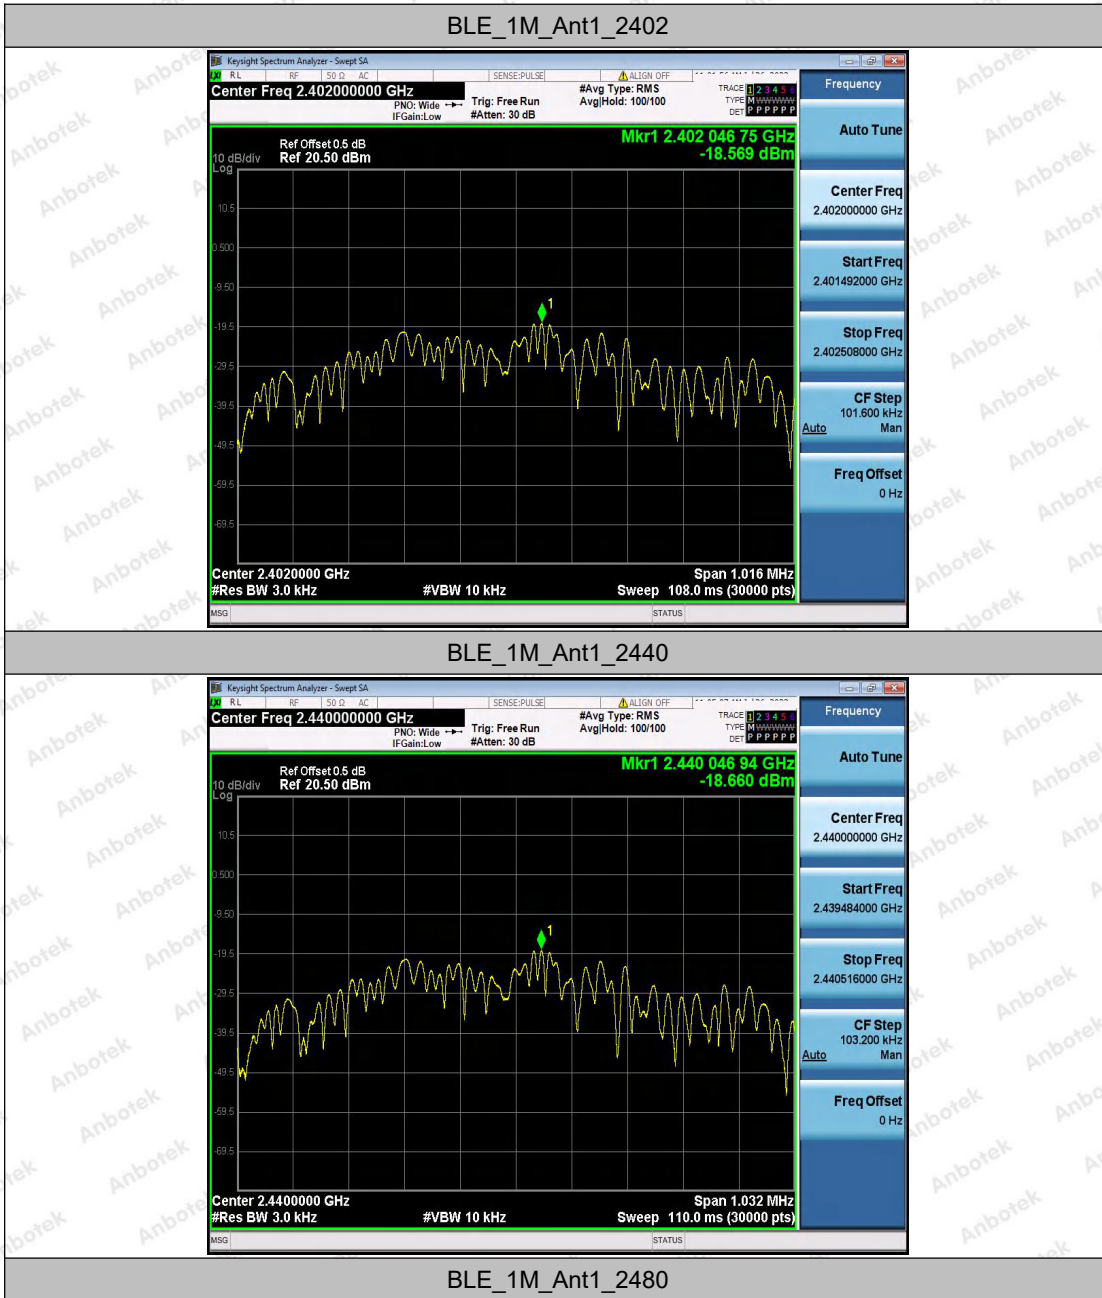 BLE_1M_Ant1_2402
Keysight Spectrum Analyzer - Swept SA
RL RF 50 Ω AC SENSE:PULSE ALIGN OFF
Center Freq 2.402000000 GHz
PNO: Wide
IFGain:Low
Trig: Free Run
#Atten: 30 dB
#Avg Type: RMS
Avg|Hold: 100/100
TRACE 1 2 3 4 5 6
TYPE M WWWWW
DET P P P P P P
Frequency
Auto Tune
Center Freq
2.402000000 GHz
Start Freq
2.401492000 GHz
Stop Freq
2.402508000 GHz
CF Step
101.600 kHz
Auto Man
Freq Offset
0 Hz
Mkr1 2.402 046 75 GHz
-18.569 dBm
Ref Offset 0.5 dB
10 dB/div Ref 20.50 dBm
Log
10.5
0.500
-9.50
-19.5
-29.5
-39.5
-49.5
-59.5
-69.5
1
Center 2.4020000 GHz Span 1.016 MHz
#Res BW 3.0 kHz #VBW 10 kHz Sweep 108.0 ms (30000 pts)
MSG STATUS
BLE_1M_Ant1_2440
Keysight Spectrum Analyzer - Swept SA
RL RF 50 Ω AC SENSE:PULSE ALIGN OFF
Center Freq 2.440000000 GHz
PNO: Wide
IFGain:Low
Trig: Free Run
#Atten: 30 dB
#Avg Type: RMS
Avg|Hold: 100/100
TRACE 1 2 3 4 5 6
TYPE M WWWWW
DET P P P P P P
Frequency
Auto Tune
Center Freq
2.440000000 GHz
Start Freq
2.439484000 GHz
Stop Freq
2.440516000 GHz
CF Step
103.200 kHz
Auto Man
Freq Offset
0 Hz
Mkr1 2.440 046 94 GHz
-18.660 dBm
Ref Offset 0.5 dB
10 dB/div Ref 20.50 dBm
Log
10.5
0.500
-9.50
-19.5
-29.5
-39.5
-49.5
-59.5
-69.5
1
Center 2.4400000 GHz Span 1.032 MHz
#Res BW 3.0 kHz #VBW 10 kHz Sweep 110.0 ms (30000 pts)
MSG STATUS
BLE_1M_Ant1_2480
Anbotek